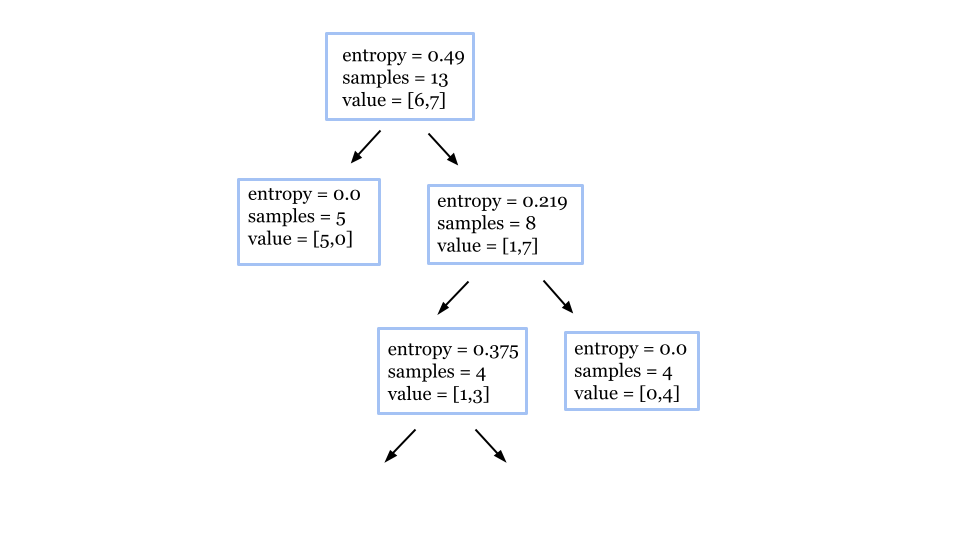 entropy = 0.49
samples = 13
value = [6,7]
entropy = 0.0
samples = 5
value = [5,0]
entropy = 0.219
samples = 8
value = [1,7]
entropy = 0.375
samples = 4
value = [1,3]
entropy = 0.0
samples = 4
value = [0,4]